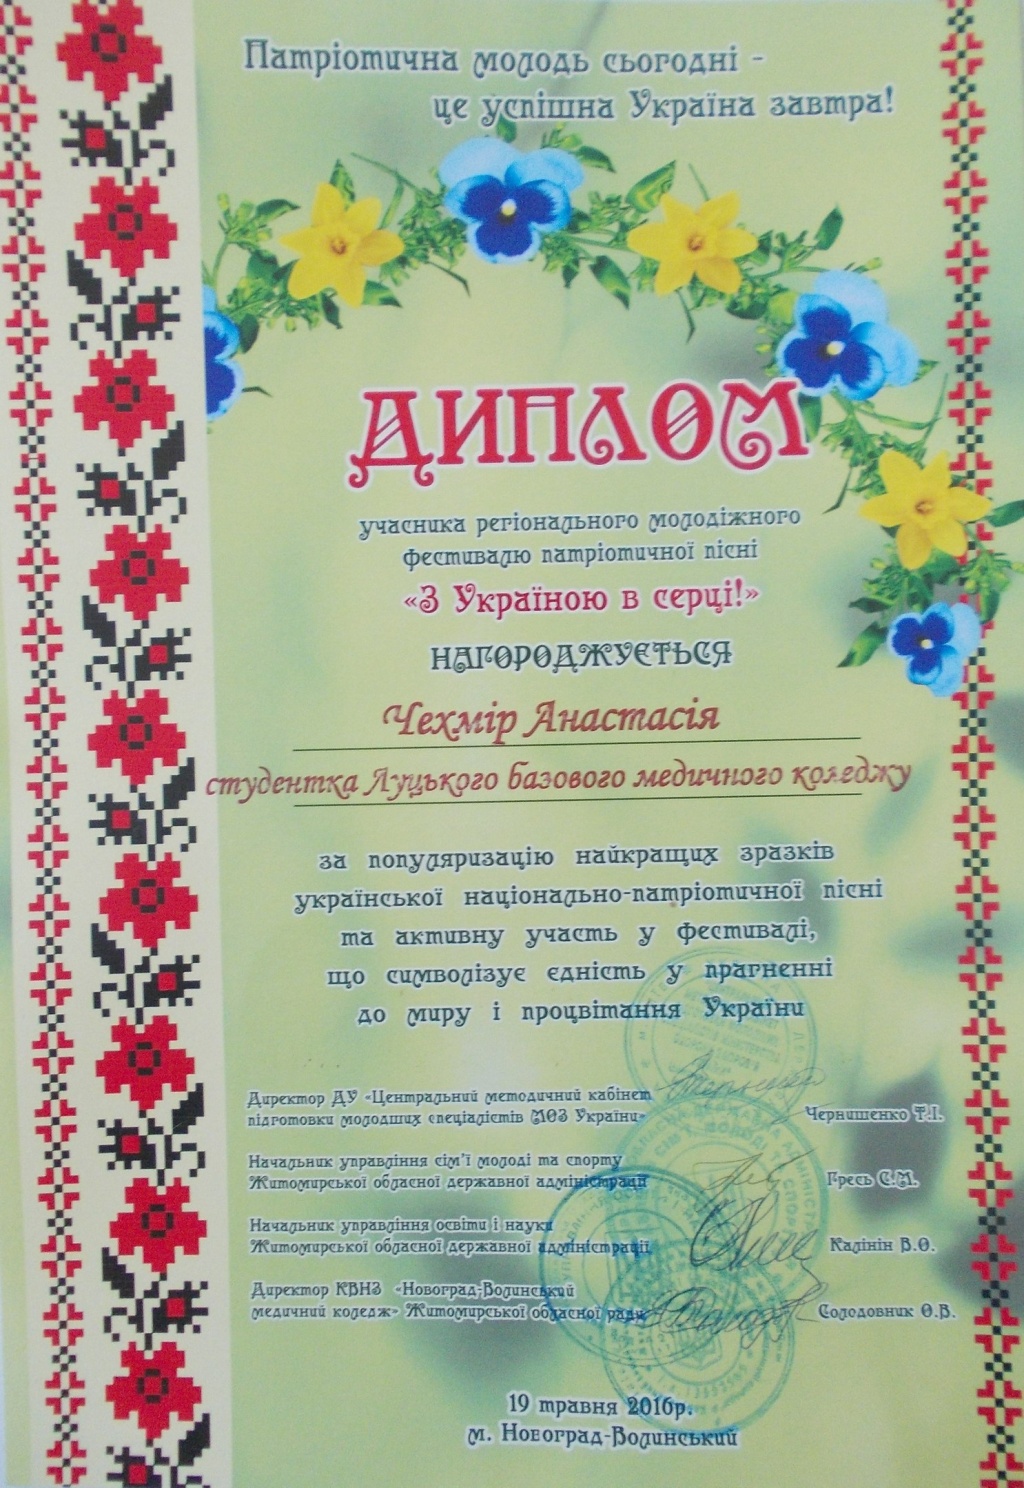 Патріотична молодь сьогодні -
це успішна Україна завтра!
ДИПЛОМ
учасника регіонального молодіжного
фестивалю патріотичної пісні
«З Україною в серці!»
НАГОРОДЖУЄТЬСЯ
Чехмір Анастасія
студентка Луцького базового медичного коледжу
за популяризацію найкращих зразків
української національно-патріотичної пісні
та активну участь у фестивалі,
що символізує єдність у прагненні
до миру і процвітання України
Директор ДУ «Центральний методичний кабінет
підготовки молодших спеціалістів МОЗ України»
Чернишенко Т.І.
Начальник управління сім'ї молоді та спорту
Житомирської обласної державної адміністрації
Гресь С.М.
Начальник управління освіти і науки
Житомирської обласної державної адміністрації
Калінін В.О.
Директор КВНЗ «Новоград-Волинський
медичний коледж» Житомирської обласної ради
Солодовник О.В.
19 травня 2016р.
м. Новоград-Волинський